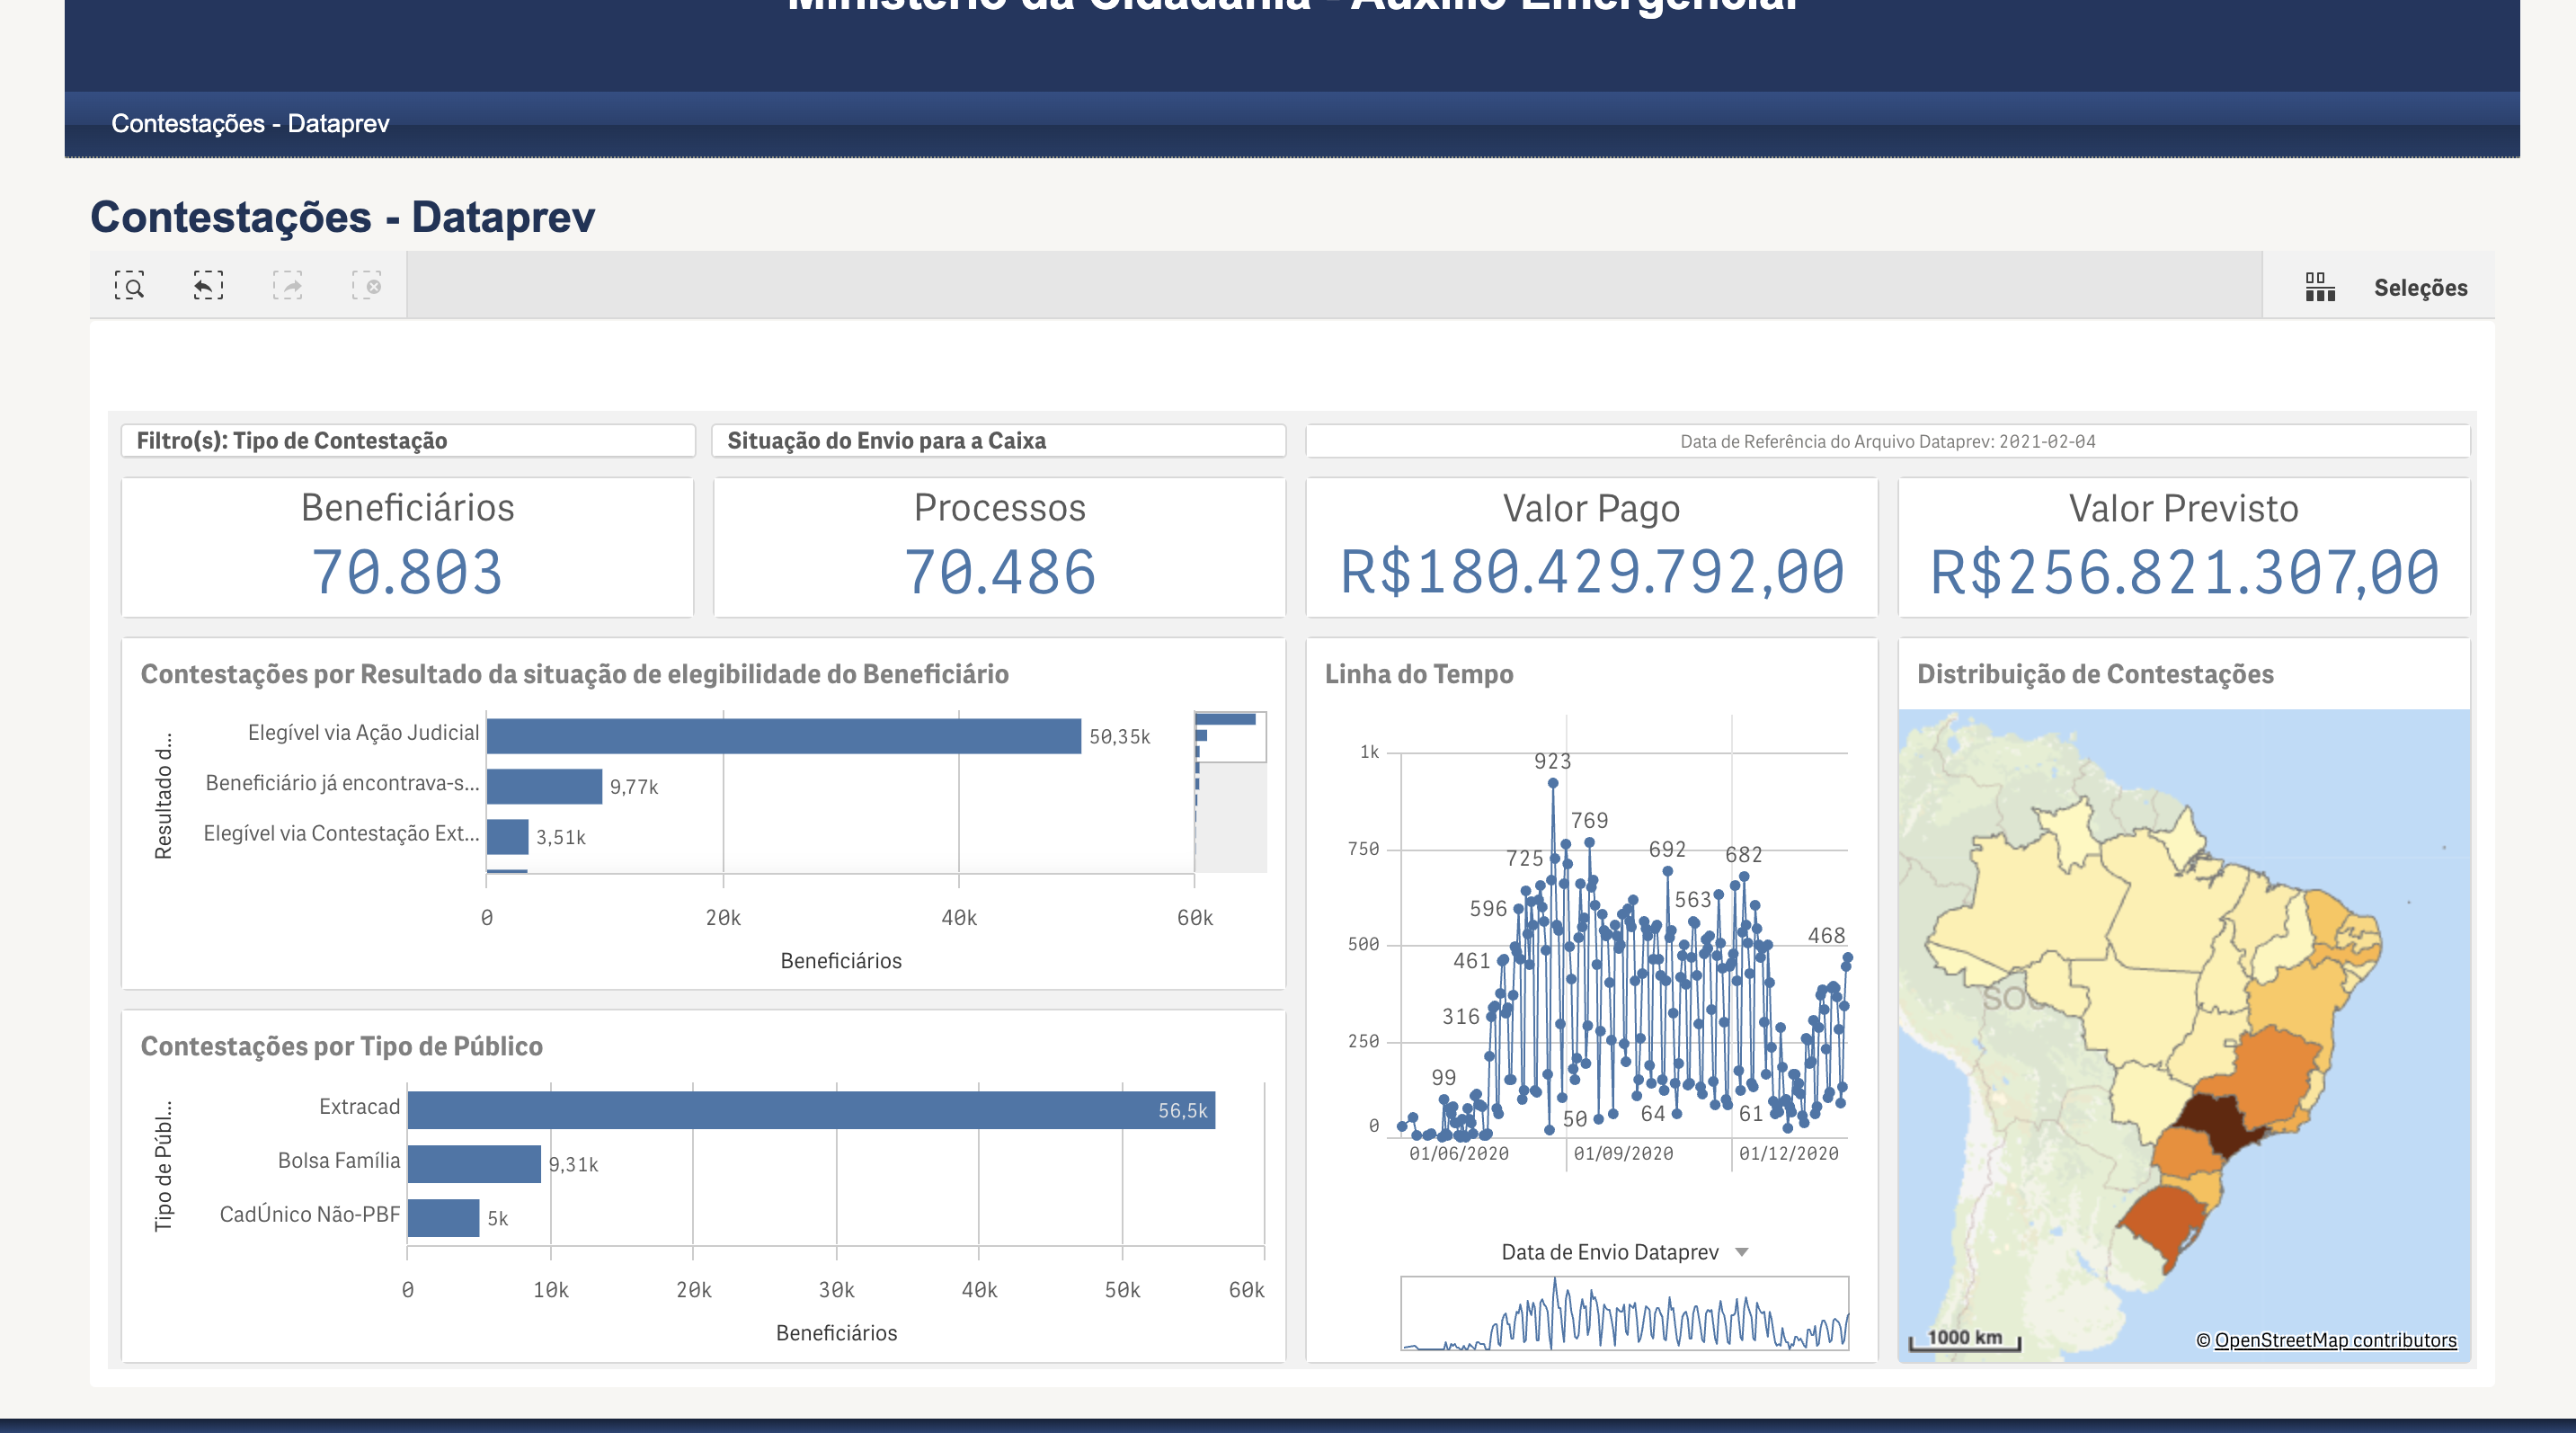 Ministério da Cidadania - Auxílio Emergencial
Contestações - Dataprev
Contestações - Dataprev
Seleções
Filtro(s): Tipo de Contestação
Situação do Envio para a Caixa
Data de Referência do Arquivo Dataprev: 2021-02-04
Beneficiários
70.803
Processos
70.486
Valor Pago
R$180.429.792,00
Valor Previsto
R$256.821.307,00
Contestações por Resultado da situação de elegibilidade do Beneficiário
Resultado d...
Elegível via Ação Judicial
50,35k
Beneficiário já encontrava-s...
9,77k
Elegível via Contestação Ext...
3,51k
0 20k 40k 60k
Beneficiários
Contestações por Tipo de Público
Tipo de Públ...
Extracad
56,5k
Bolsa Família
9,31k
CadÚnico Não-PBF
5k
0 10k 20k 30k 40k 50k 60k
Beneficiários
Linha do Tempo
1k
923
769
750
725
692
682
596
563
500
468
461
316
250
99
50
64
61
0
01/06/2020 01/09/2020 01/12/2020
Data de Envio Dataprev
Distribuição de Contestações
1000 km
© OpenStreetMap contributors